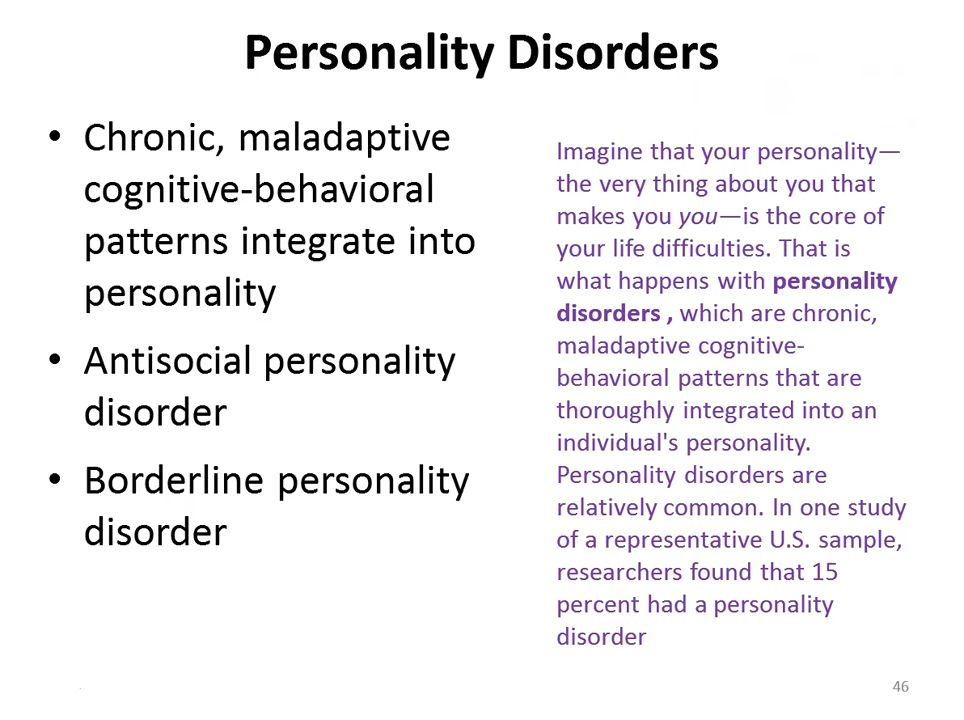 Personality Disorders
• Chronic, maladaptive
cognitive-behavioral
patterns integrate into
personality
• Antisocial personality
disorder
• Borderline personality
disorder
Imagine that your personality—
the very thing about you that
makes you you—is the core of
your life difficulties. That is
what happens with personality
disorders , which are chronic,
maladaptive cognitive-
behavioral patterns that are
thoroughly integrated into an
individual's personality.
Personality disorders are
relatively common. In one study
of a representative U.S. sample,
researchers found that 15
percent had a personality
disorder
46